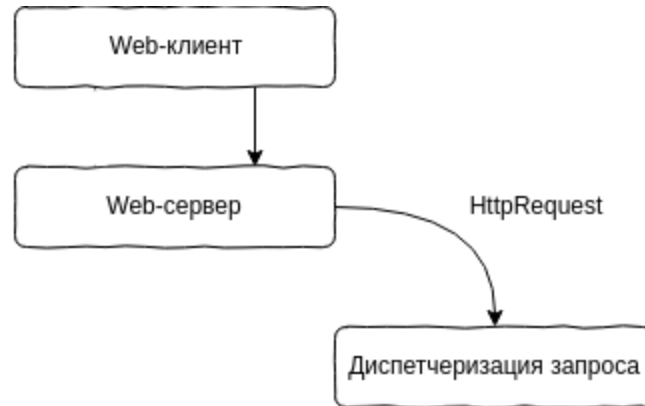 Web-клиент
Web-сервер
HttpRequest
Диспетчеризация запроса